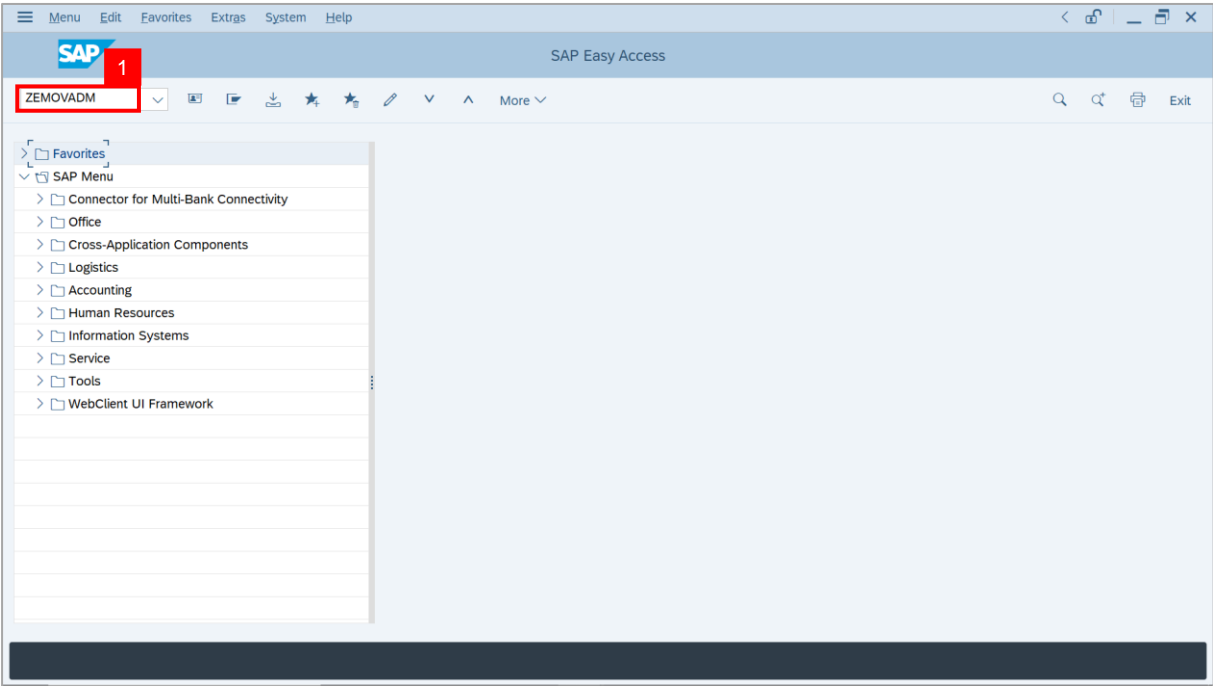 Menu Edit Favorites Extras System Help
SAP
SAP Easy Access
1
ZEMOVADM More Exit
Favorites
SAP Menu
Connector for Multi-Bank Connectivity
Office
Cross-Application Components
Logistics
Accounting
Human Resources
Information Systems
Service
Tools
WebClient UI Framework